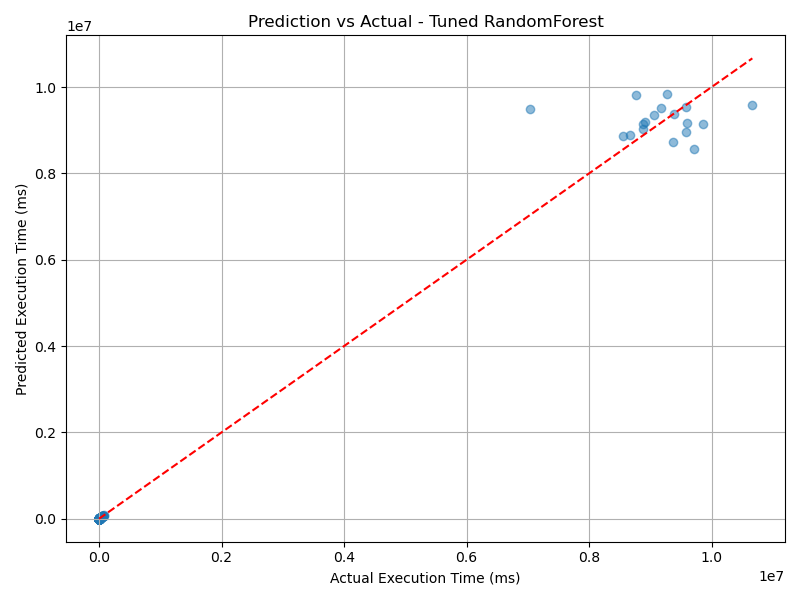 Prediction vs Actual - Tuned RandomForest
1e7
1.0
0.8
0.6
0.4
0.2
0.0
Predicted Execution Time (ms)
0.0 0.2 0.4 0.6 0.8 1.0
1e7
Actual Execution Time (ms)